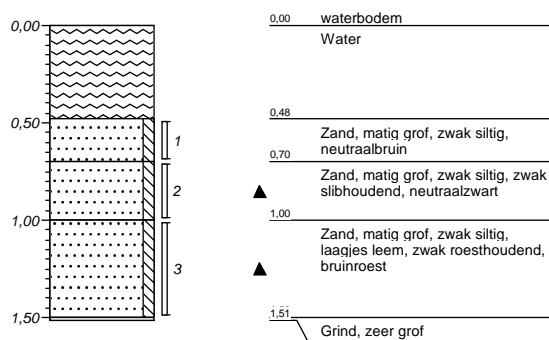 0,00
0,50
1,00
1,50
1
2
3
0,00 waterbodem
Water
0,48
Zand, matig grof, zwak siltig,
neutraalbruin
0,70
Zand, matig grof, zwak siltig, zwak
slibhoudend, neutraalzwart
1,00
Zand, matig grof, zwak siltig,
laagjes leem, zwak roesthoudend,
bruinroest
1,51
Grind, zeer grof